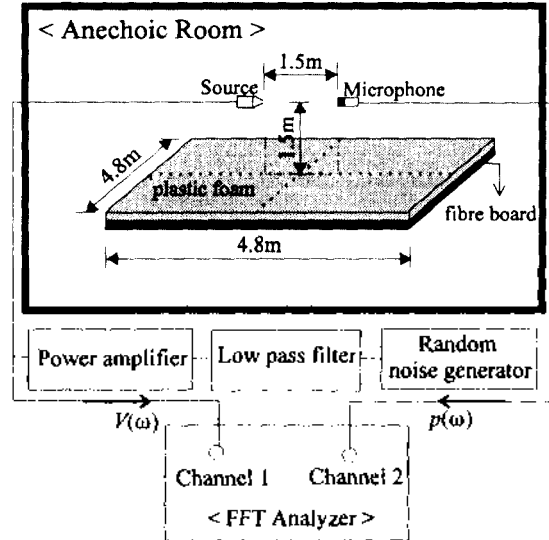 < Anechoic Room >
1.5m
Source
Microphone
1.5m
4.8m
plastic foam
fibre board
4.8m
Power amplifier
Low pass filter
Random
noise generator
V(ω)
p(ω)
Channel 1
Channel 2
< FFT Analyzer >